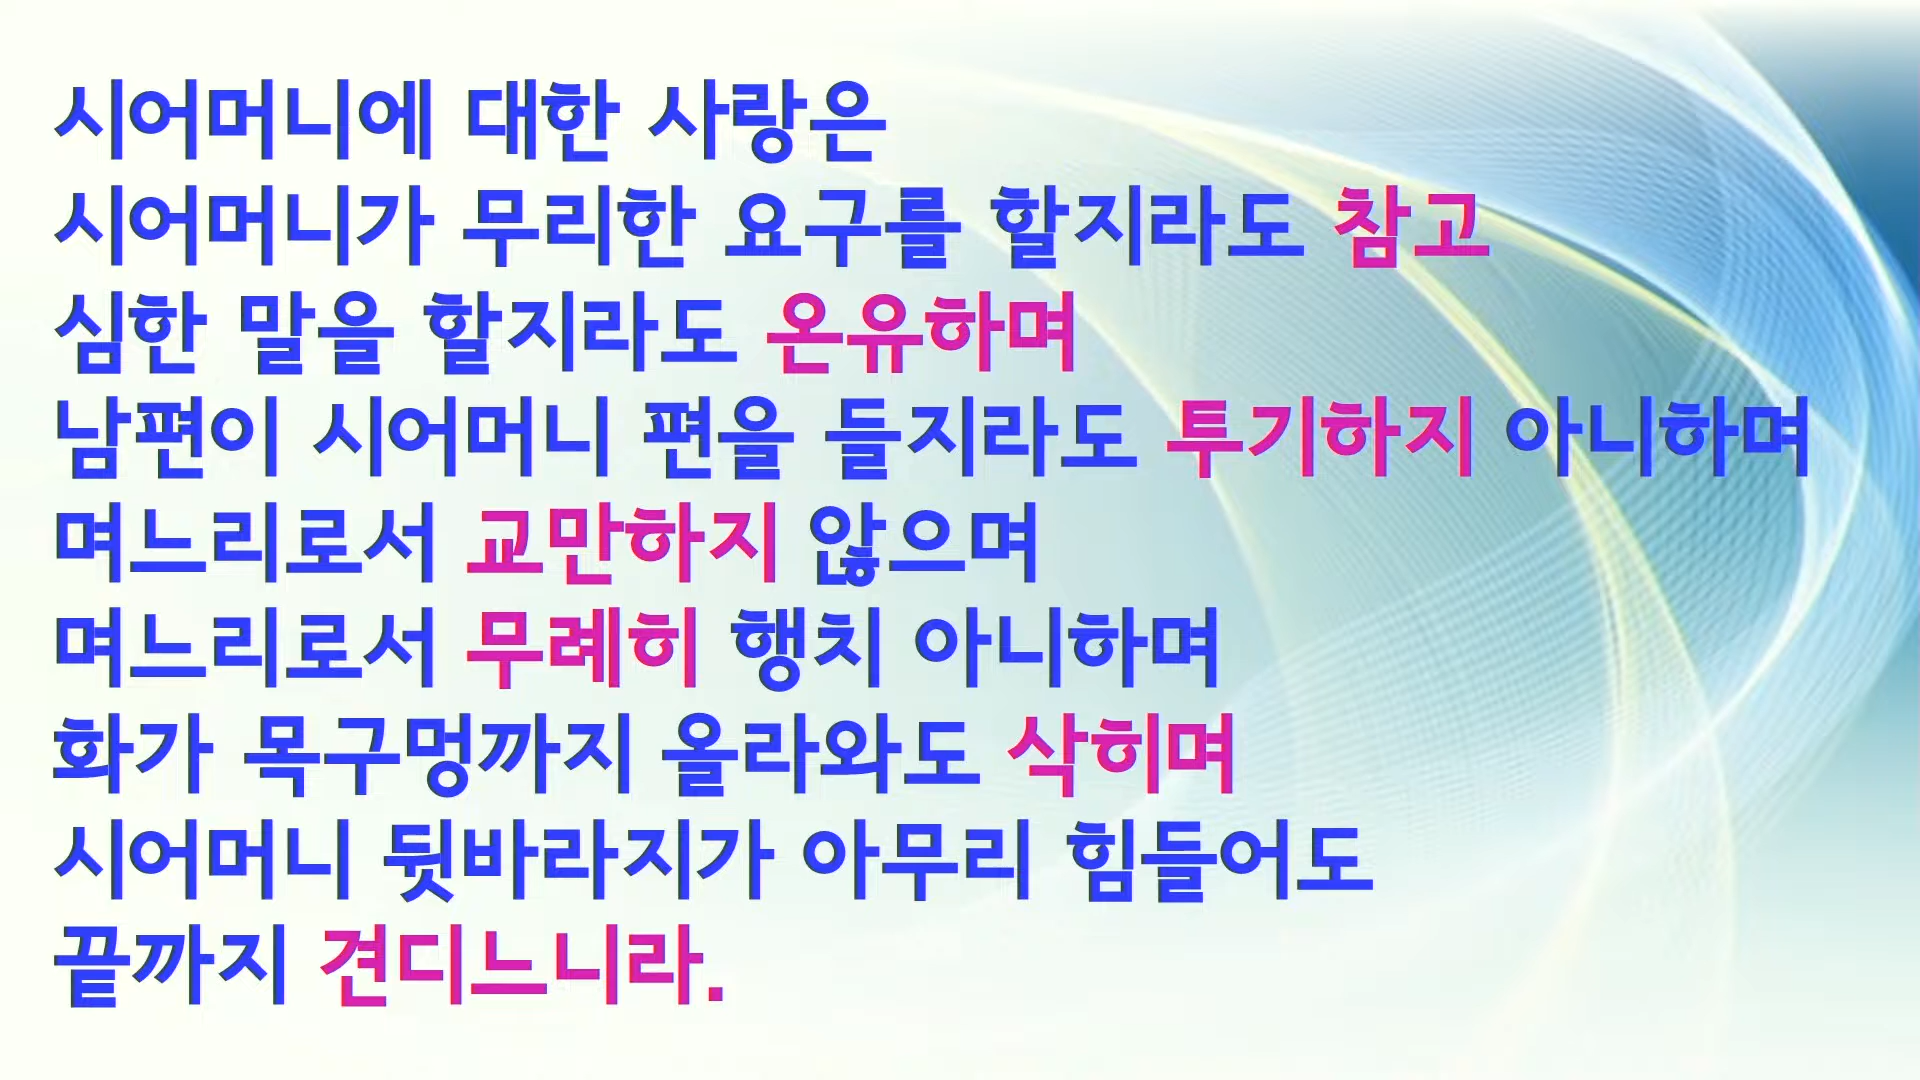 시어머니에 대한 사랑은
시어머니가 무리한 요구를 할지라도 참고
심한 말을 할지라도 온유하며
남편이 시어머니 편을 들지라도 투기하지 아니하며
며느리로서 교만하지 않으며
며느리로서 무례히 행치 아니하며
화가 목구멍까지 올라와도 삭히며
시어머니 뒷바라지가 아무리 힘들어도
끝까지 견디느니라.